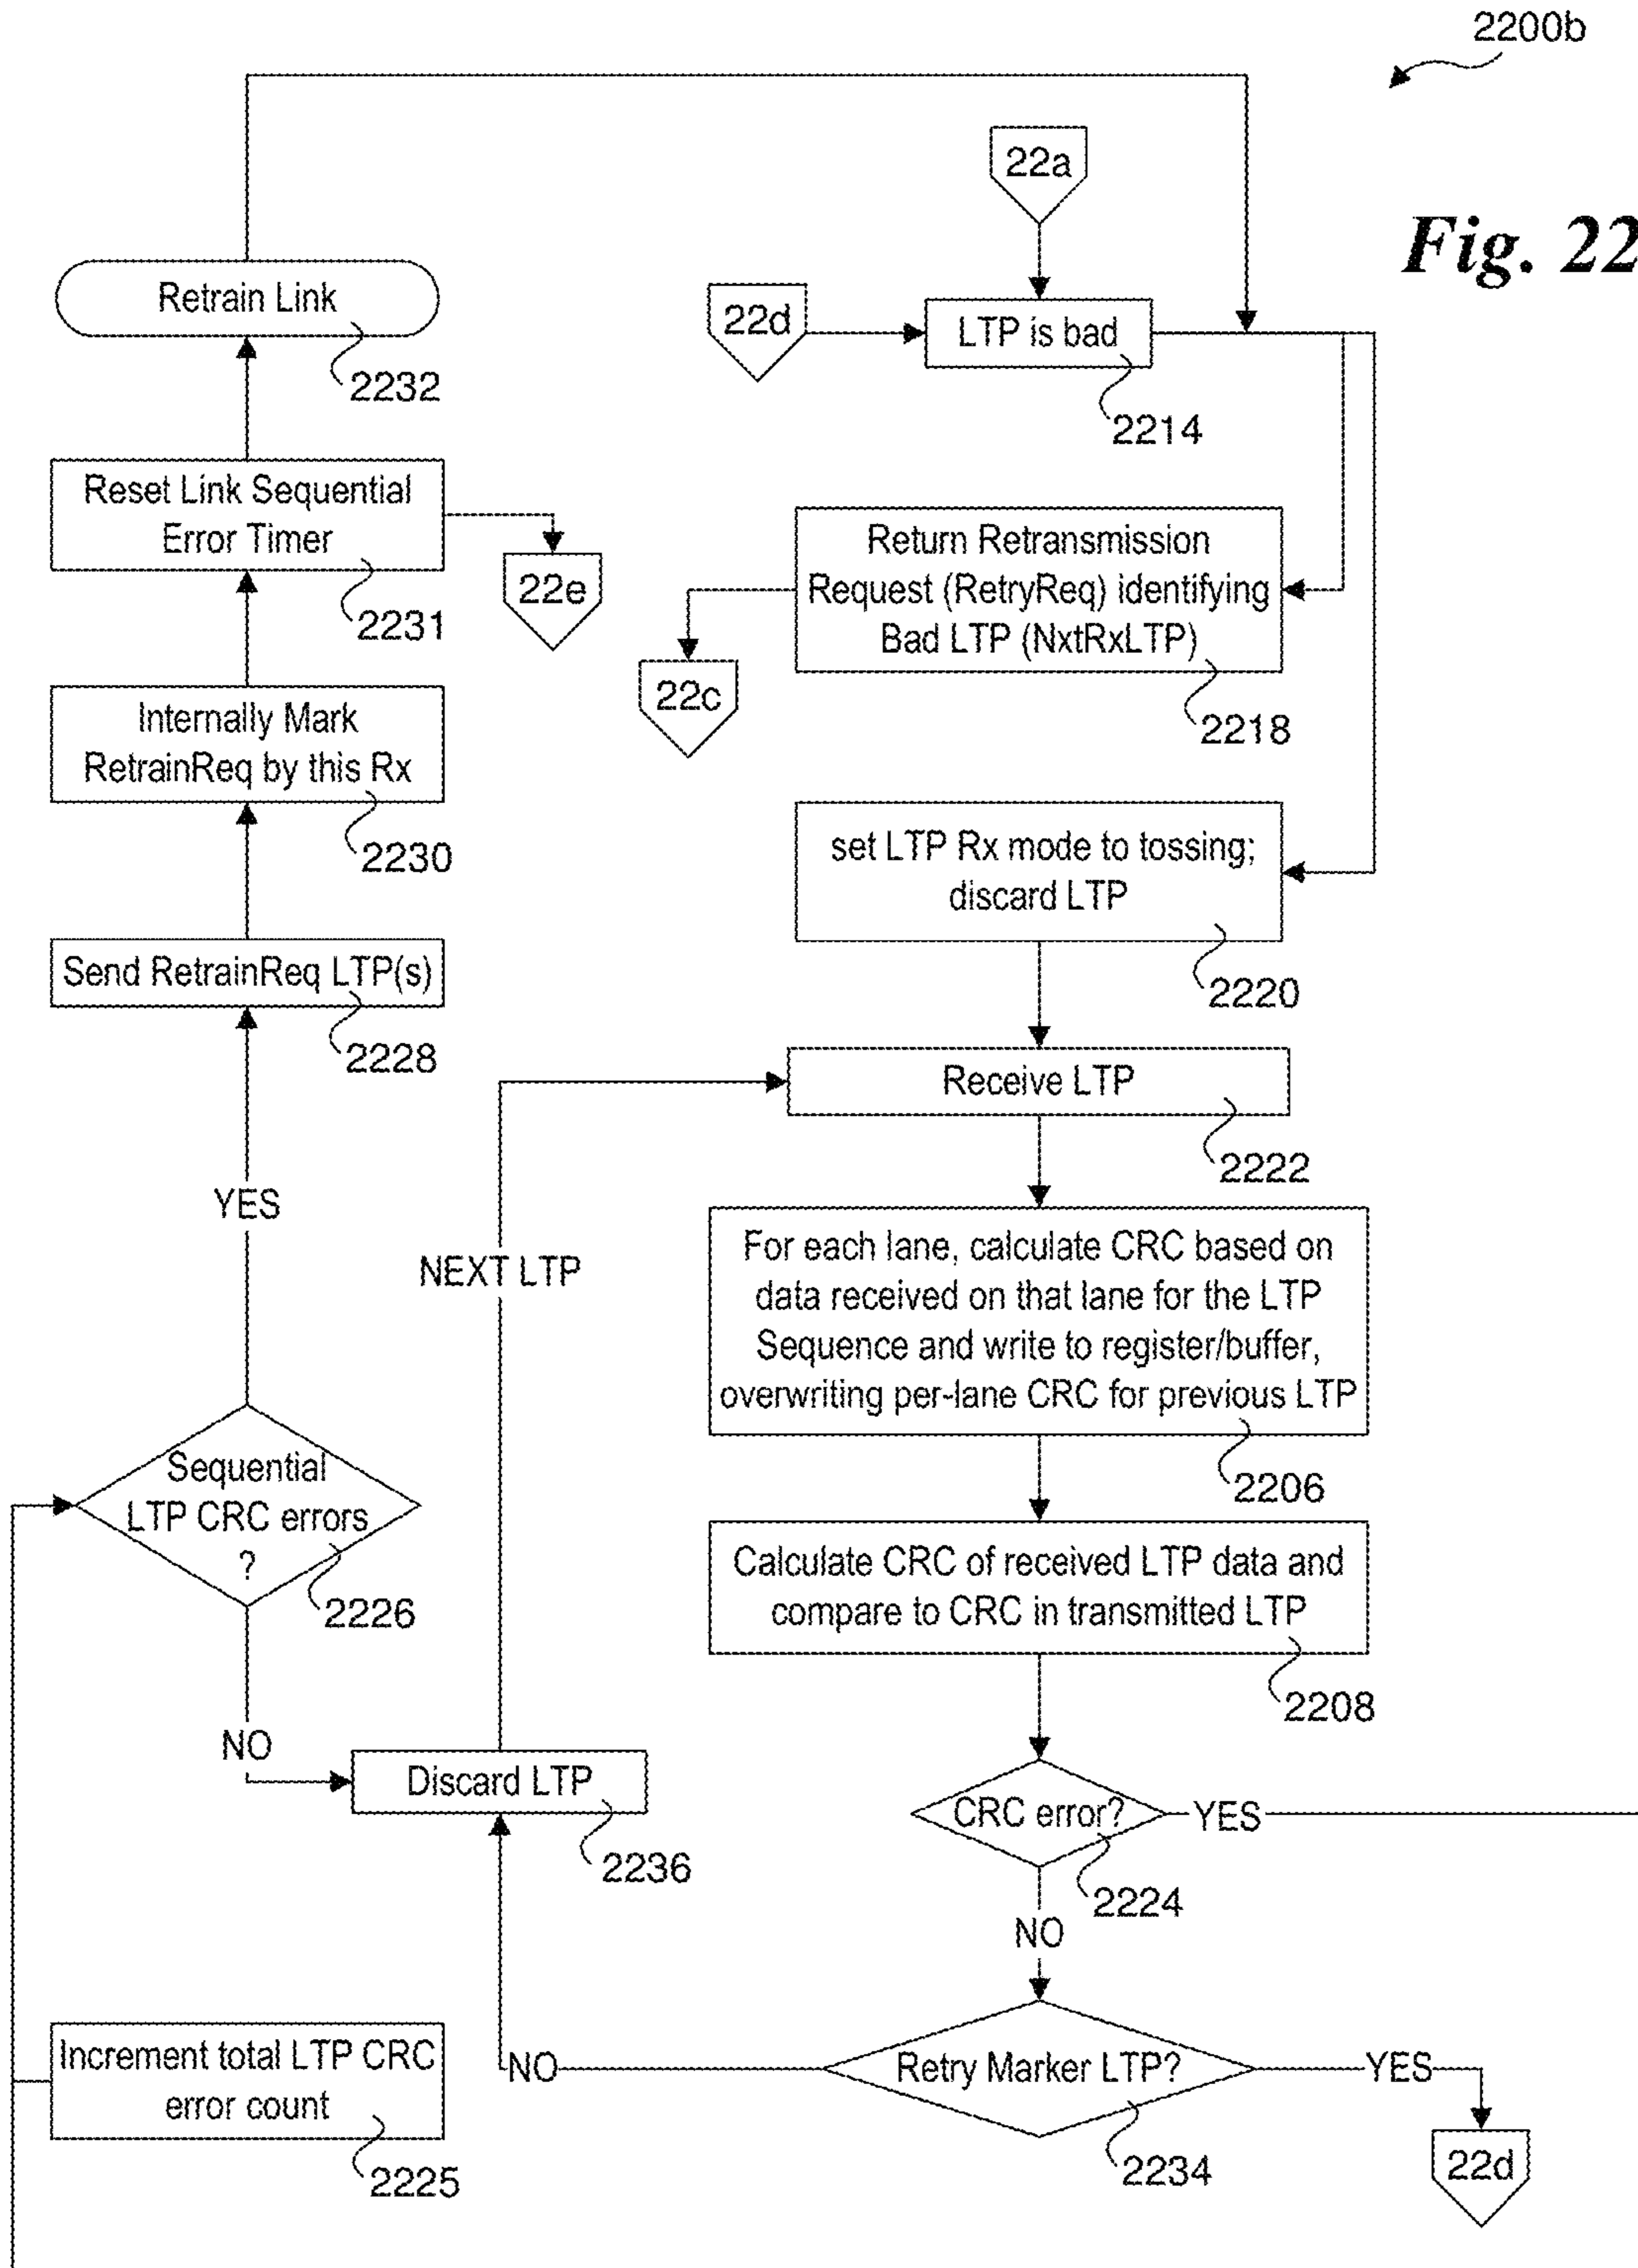 2200b
Fig. 22
22a
22d
LTP is bad
2214
Retrain Link
2232
Reset Link Sequential
Error Timer
2231
22e
Return Retransmission
Request (RetryReq) identifying
Bad LTP (NxtRxLTP)
2218
22c
Internally Mark
RetrainReq by this Rx
2230
set LTP Rx mode to tossing;
discard LTP
2220
Send RetrainReq LTP(s)
2228
Receive LTP
2222
YES
NEXT LTP
For each lane, calculate CRC based on
data received on that lane for the LTP
Sequence and write to register/buffer,
overwriting per-lane CRC for previous LTP
2206
Sequential
LTP CRC errors
?
2226
Calculate CRC of received LTP data and
compare to CRC in transmitted LTP
2208
NO
Discard LTP
2236
CRC error?
YES
2224
NO
Retry Marker LTP?
NO
YES
2234
22d
Increment total LTP CRC
error count
2225